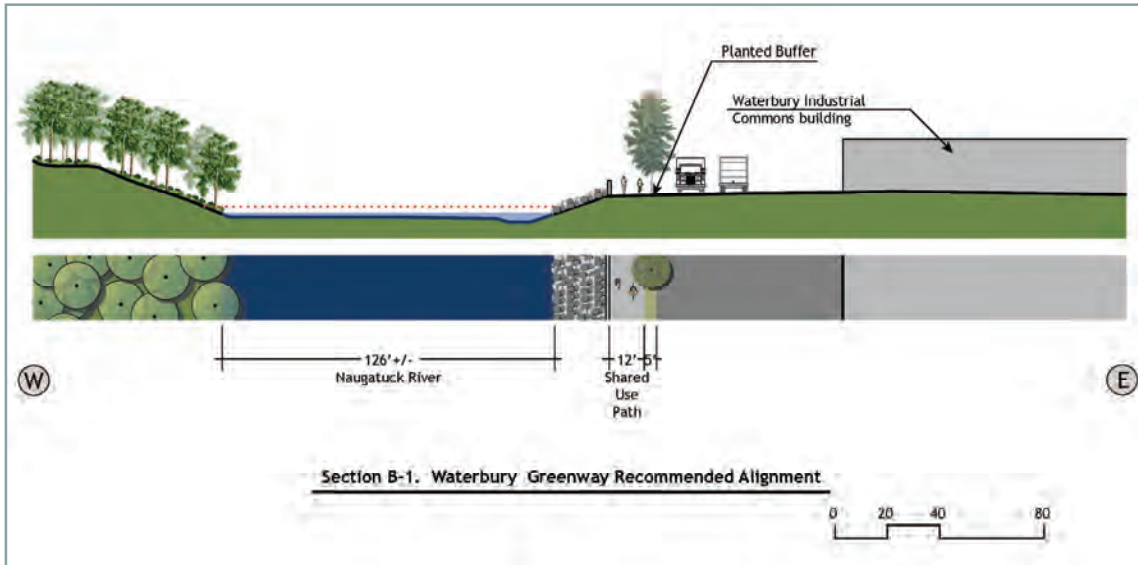 Planted Buffer
Waterbury Industrial
Commons building
126'+/-
Naugatuck River
12' 5'
Shared
Use
Path
W
E
Section B-1. Waterbury Greenway Recommended Alignment
0 20 40 80